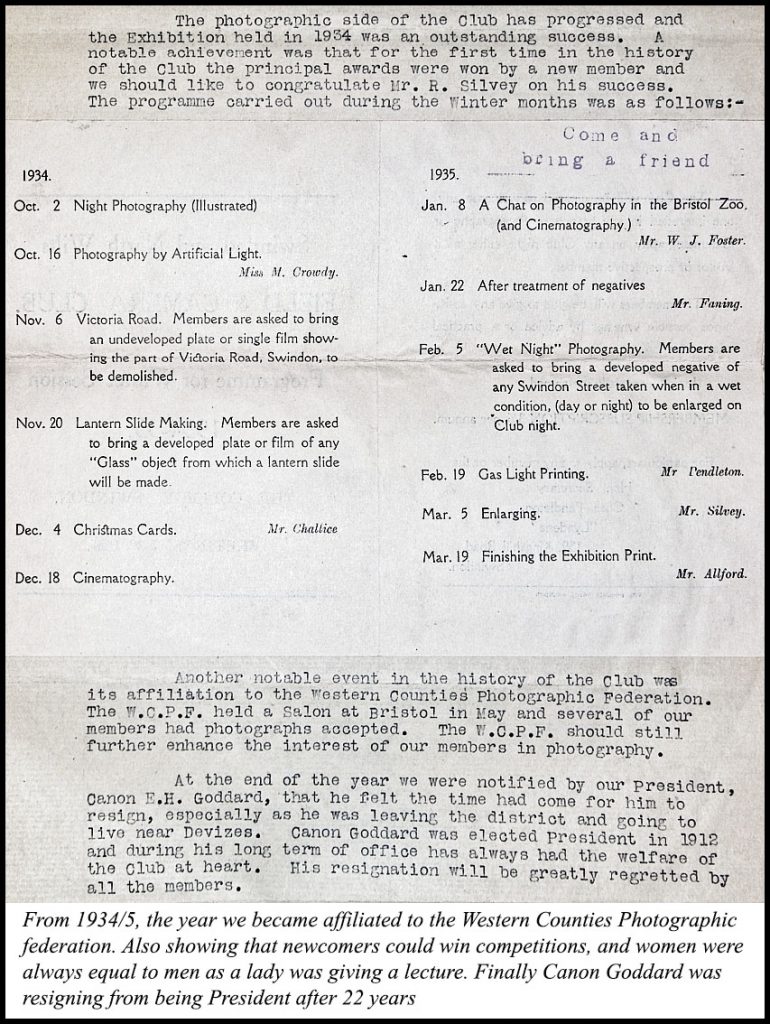 The photographic side of the Club has progressed and
the Exhibition held in 1934 was an outstanding success. A
notable achievement was that for the first time in the history
of the Club the principal awards were won by a new member and
we should like to congratulate Mr. R. Silvey on his success.
The programme carried out during the Winter months was as follows:-
Come and
bring a friend
1934.
Oct. 2 Night Photography (Illustrated)
Oct. 16 Photography by Artificial Light.
Miss M. Crowdy.
Nov. 6 Victoria Road. Members are asked to bring
an undeveloped plate or single film show-
ing the part of Victoria Road, Swindon, to
be demolished.
Nov. 20 Lantern Slide Making. Members are asked
to bring a developed plate or film of any
"Glass" object from which a lantern slide
will be made.
Dec. 4 Christmas Cards. Mr. Challice
Dec. 18 Cinematography.
1935.
Jan. 8 A Chat on Photography in the Bristol Zoo,
(and Cinematography.)
Mr. W. J. Foster.
Jan. 22 After treatment of negatives
Mr. Faning.
Feb. 5 "Wet Night" Photography. Members are
asked to bring a developed negative of
any Swindon Street taken when in a wet
condition, (day or night) to be enlarged on
Club night.
Feb. 19 Gas Light Printing. Mr Pendleton.
Mar. 5 Enlarging. Mr. Silvey.
Mar. 19 Finishing the Exhibition Print.
Mr. Allford.
Another notable event in the history of the Club was
its affiliation to the Western Counties Photographic Federation.
The W.C.P.F. held a Salon at Bristol in May and several of our
members had photographs accepted. The W.C.P.F. should still
further enhance the interest of our members in photography.
At the end of the year we were notified by our President,
Canon E.H. Goddard, that he felt the time had come for him to
resign, especially as he was leaving the district and going to
live near Devizes. Canon Goddard was elected President in 1912
and during his long term of office has always had the welfare of
the Club at heart. His resignation will be greatly regretted by
all the members.
From 1934/5, the year we became affiliated to the Western Counties Photographic
federation. Also showing that newcomers could win competitions, and women were
always equal to men as a lady was giving a lecture. Finally Canon Goddard was
resigning from being President after 22 years